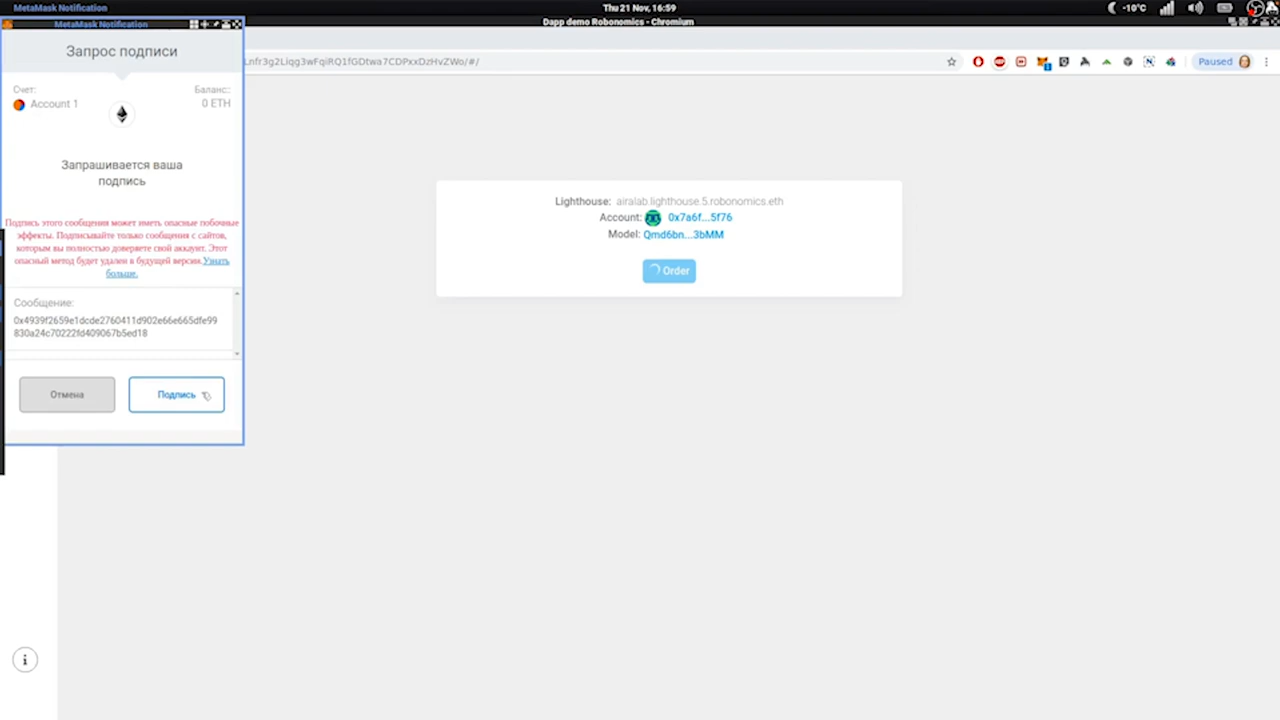 MetaMask Notification
Thu 21 Nov, 16:59
-10°C
MetaMask Notification
Dapp demo Robonomics - Chromium
Запрос подписи
Lnfr3g2Liqg3wFqiRQ1fGDtwa7CDPxxDzHvZWo/#/
Paused
Счет:
Баланс::
Account 1
0 ETH
Запрашивается ваша
подпись
Подпись этого сообщения может иметь опасные побочные
эффекты. Подписывайте только сообщения с сайтов,
которым вы полностью доверяете свой аккаунт. Этот
опасный метод будет удален в будущей версии.Узнать
больше.
Сообщение:
0x4939f2659e1dcde2760411d902e66e665dfe99
830a24c70222fd409067b5ed18
Отмена
Подпись
Lighthouse: airalab.lighthouse.5.robonomics.eth
Account: 0x7a6f...5f76
Model: Qmd6bn...3bMM
Order